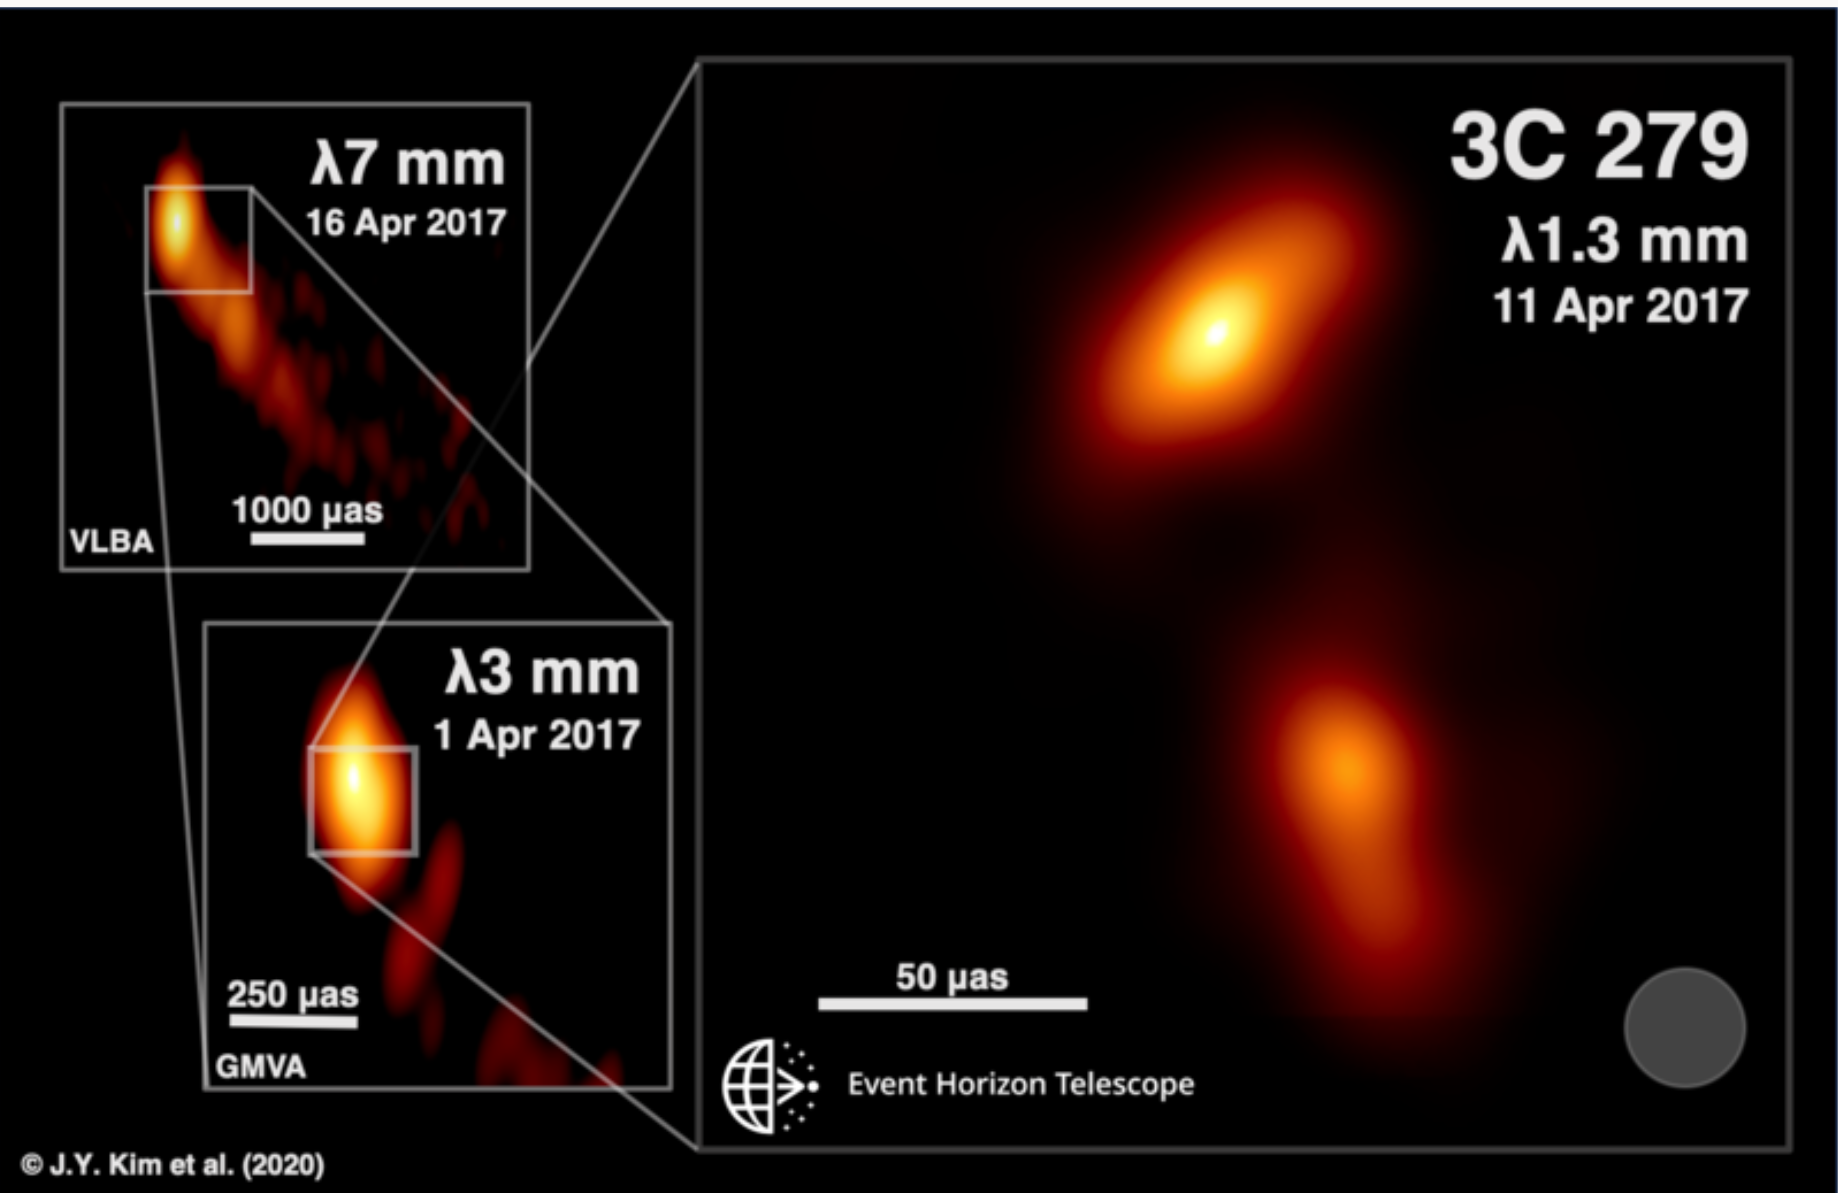 λ7 mm
16 Apr 2017
1000 µas
VLBA
λ3 mm
1 Apr 2017
250 µas
GMVA
3C 279
λ1.3 mm
11 Apr 2017
50 µas
Event Horizon Telescope
© J.Y. Kim et al. (2020)